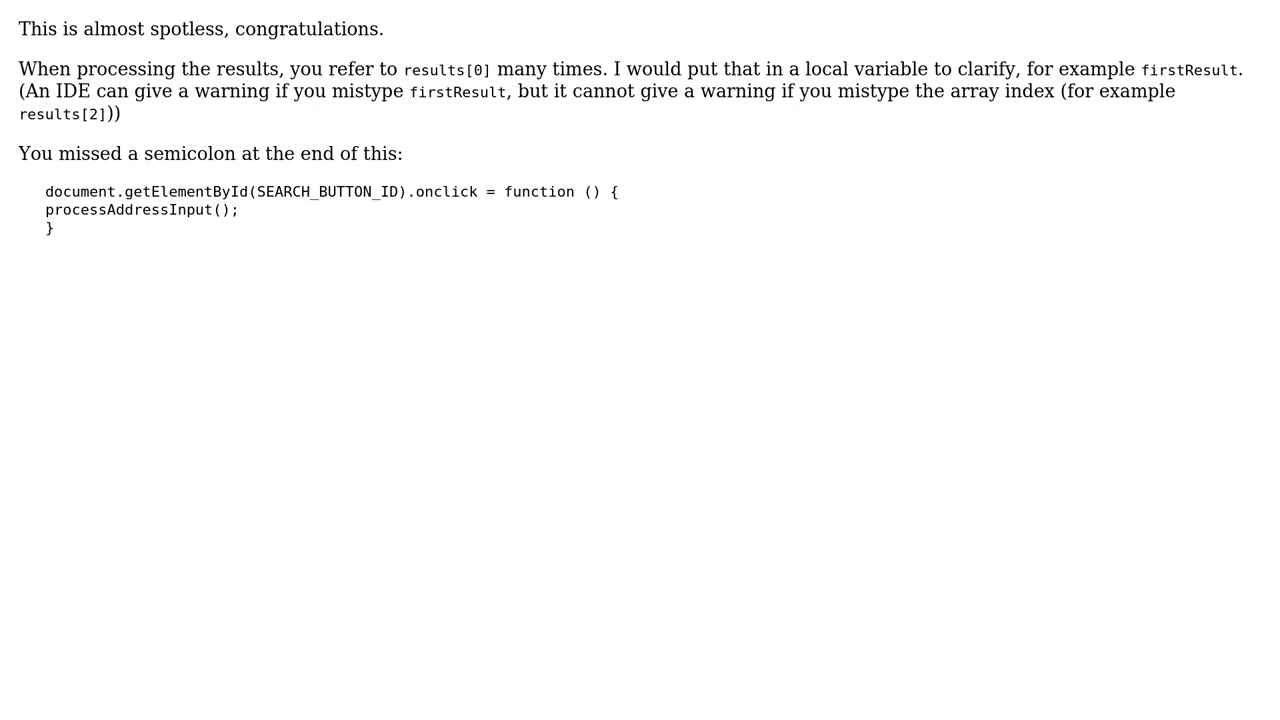 This is almost spotless, congratulations.
When processing the results, you refer to results[0] many times. I would put that in a local variable to clarify, for example firstResult.
(An IDE can give a warning if you mistype firstResult, but it cannot give a warning if you mistype the array index (for example
results[2]))
You missed a semicolon at the end of this:
document.getElementById(SEARCH_BUTTON_ID).onclick = function () {
processAddressInput();
}